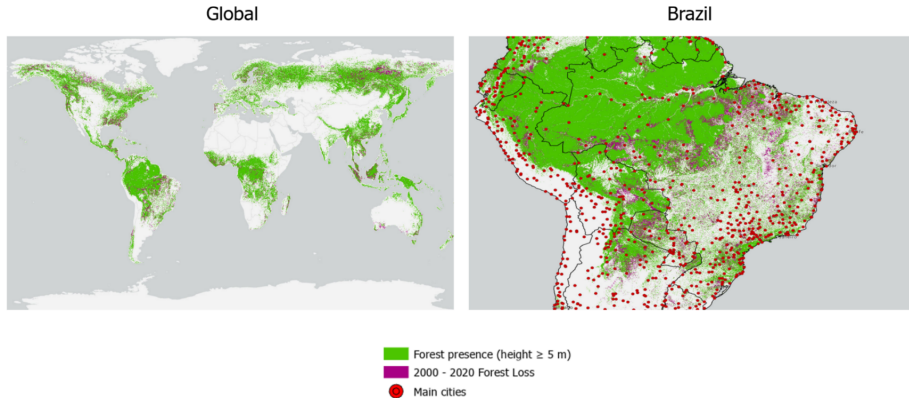 Global
Brazil
Forest presence (height ≥ 5 m)
2000 - 2020 Forest Loss
Main cities